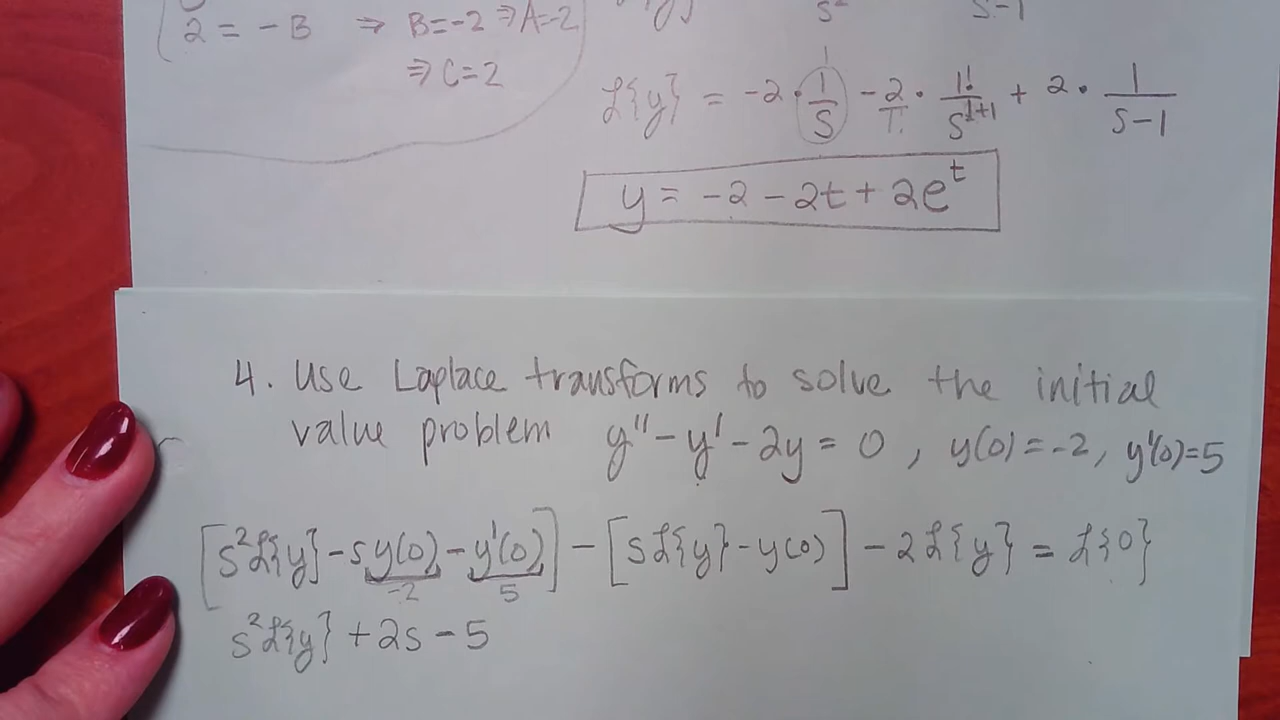 2 = -B ⇒ B=-2 ⇒ A=-2
⇒ C=2
ℒ{y} = -2 · 1/s - 2/1! · 1!/s^(1+1) + 2 · 1/(s-1)
y = -2 - 2t + 2e^t
4. Use Laplace transforms to solve the initial
value problem y'' - y' - 2y = 0, y(0) = -2, y'(0) = 5
[s²ℒ{y} - sy(0) - y'(0)] - [sℒ{y} - y(0)] - 2ℒ{y} = ℒ{0}
-2 5
s²ℒ{y} + 2s - 5